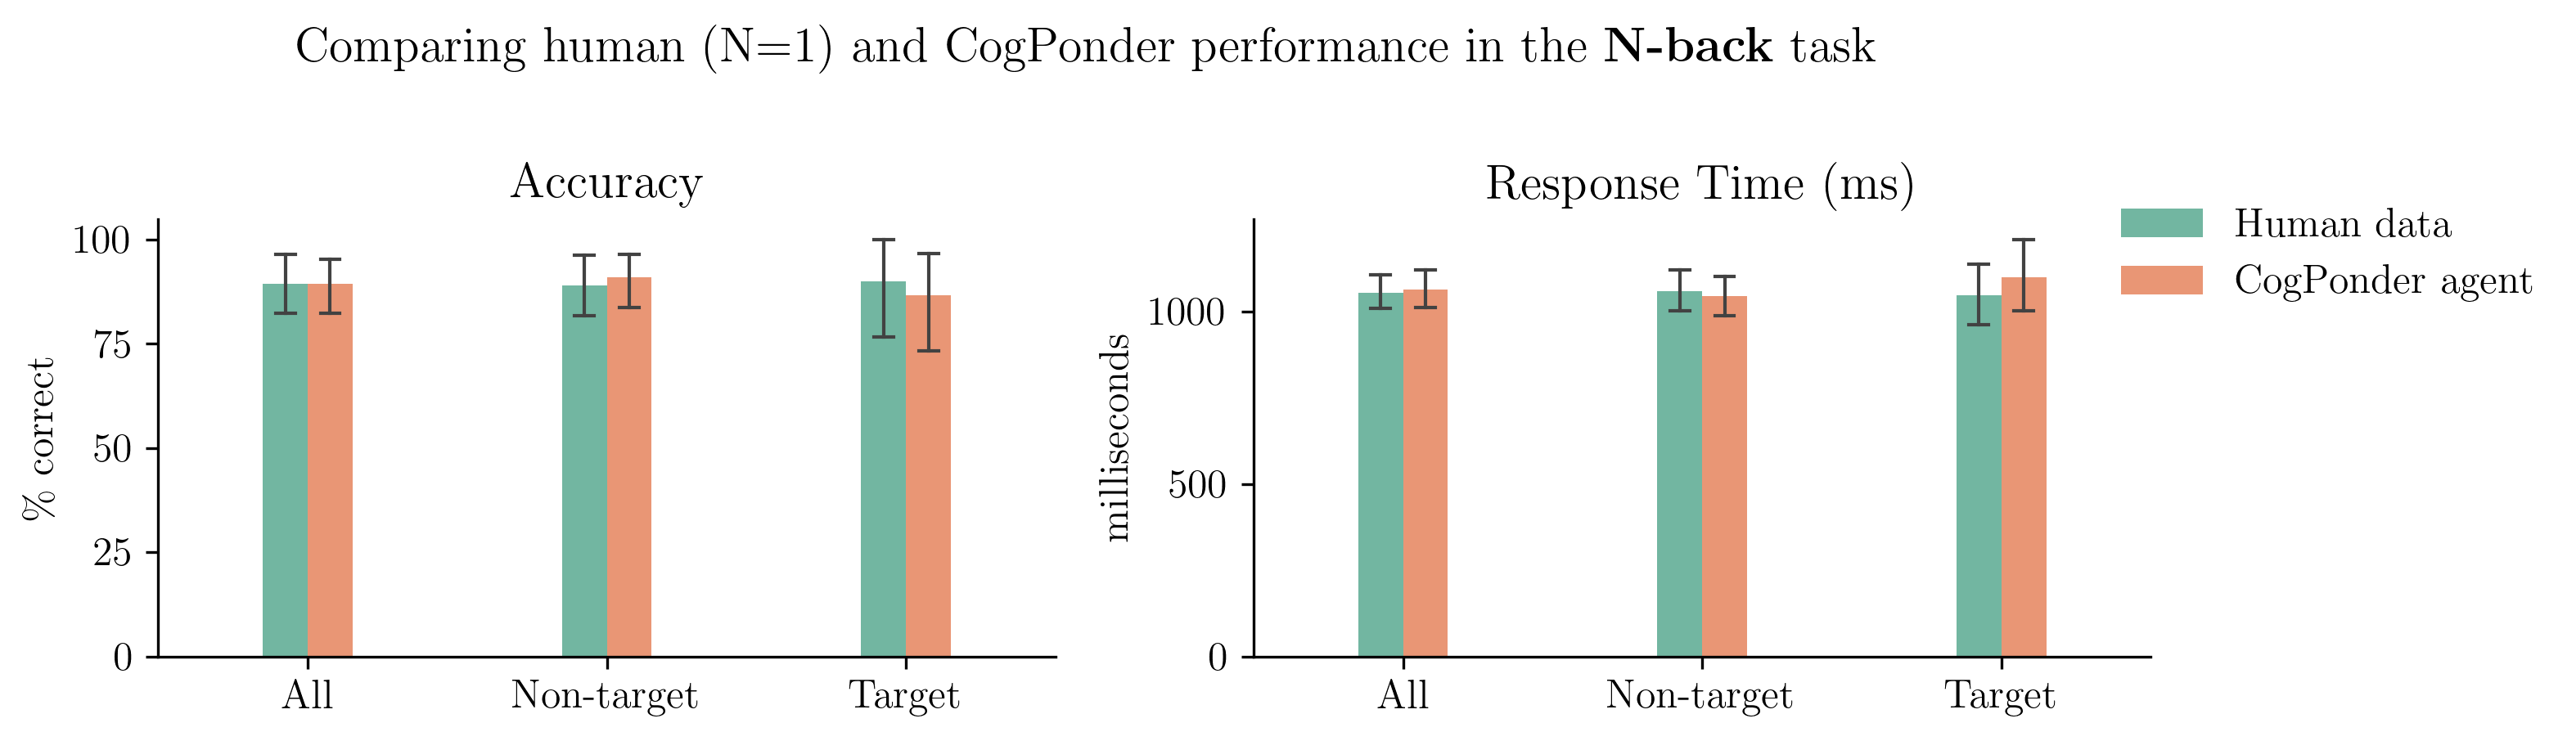 Comparing human (N=1) and CogPonder performance in the N-back task
Accuracy
% correct
100
75
50
25
0
All Non-target Target
Response Time (ms)
milliseconds
1000
500
0
All Non-target Target
Human data
CogPonder agent